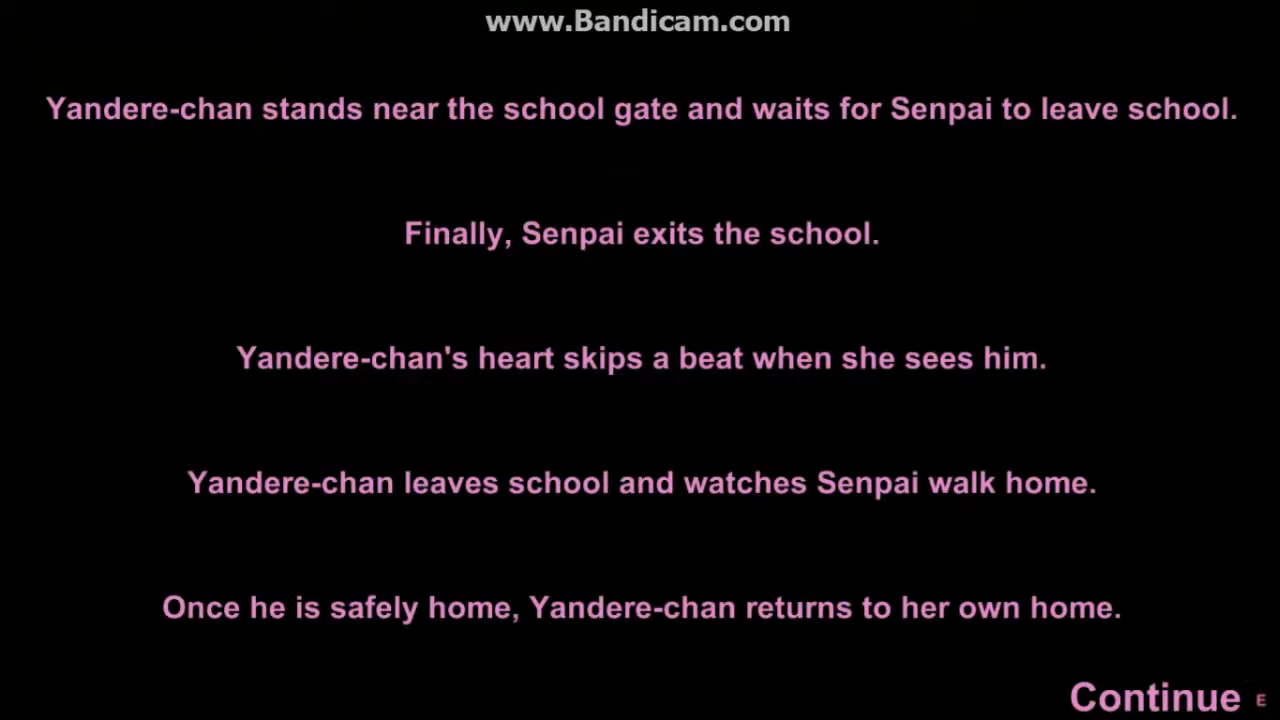 www.Bandicam.com
Yandere-chan stands near the school gate and waits for Senpai to leave school.
Finally, Senpai exits the school.
Yandere-chan's heart skips a beat when she sees him.
Yandere-chan leaves school and watches Senpai walk home.
Once he is safely home, Yandere-chan returns to her own home.
Continue E